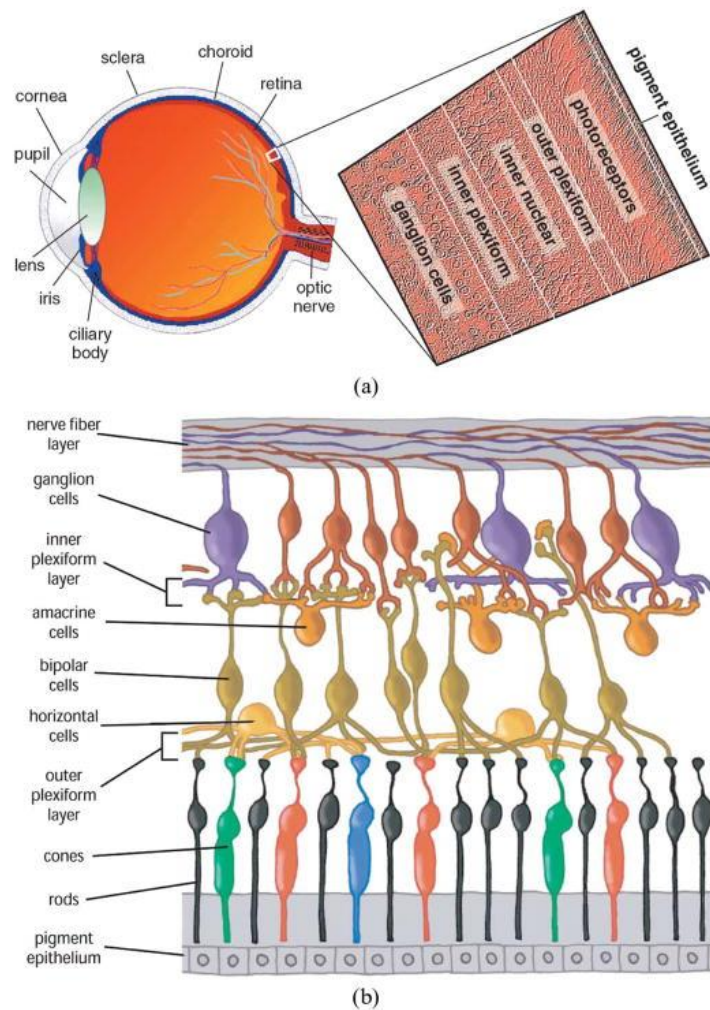 sclera
choroid
retina
cornea
pupil
lens
iris
ciliary
body
optic
nerve
ganglion cells
inner plexiform
inner nuclear
outer plexiform
photoreceptors
pigment epithelium
(a)
nerve fiber
layer
ganglion
cells
inner
plexiform
layer
amacrine
cells
bipolar
cells
horizontal
cells
outer
plexiform
layer
cones
rods
pigment
epithelium
(b)